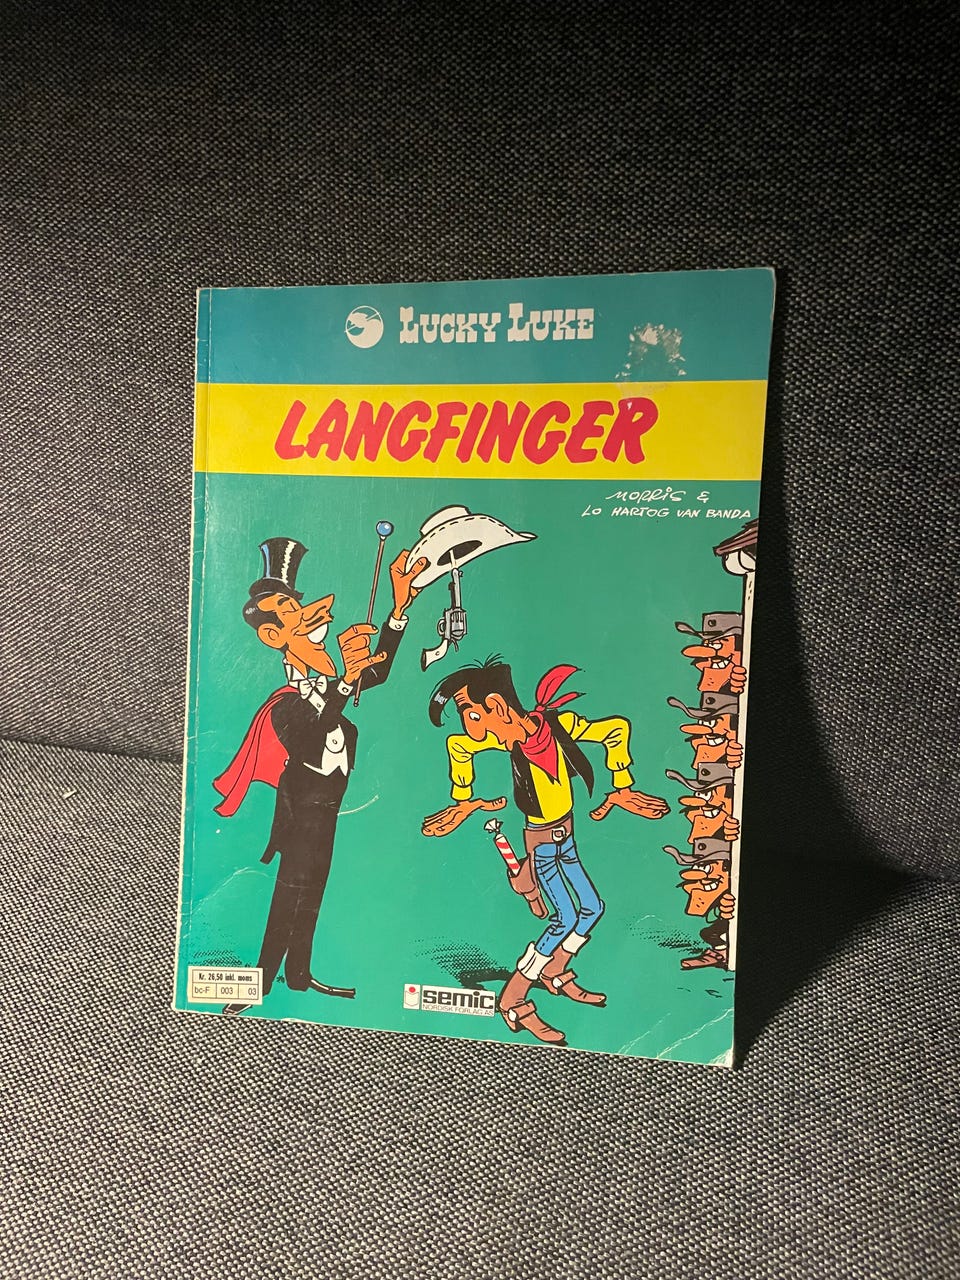 LUCKY LUKE
LANGFINGER
MORRIS &
LO HARTOG VAN BANDA
Kr. 26,50 inkl. moms
bc-F 003 03
semic
NORDISK FORLAG AS